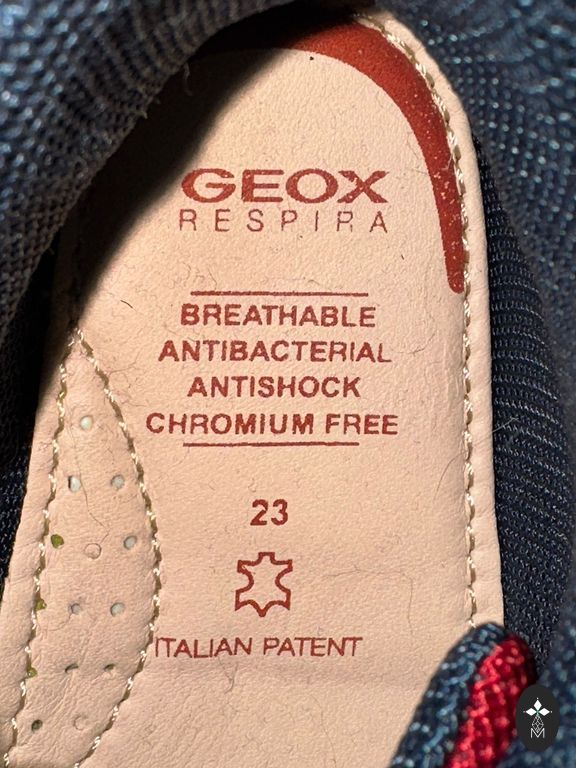 GEOX
RESPIRA
BREATHABLE
ANTIBACTERIAL
ANTISHOCK
CHROMIUM FREE
23
ITALIAN PATENT
M